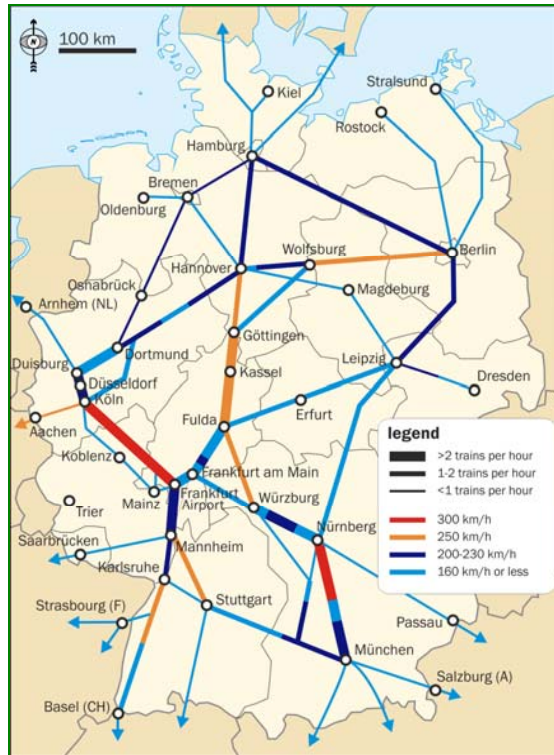 100 km
Kiel
Stralsund
Rostock
Hamburg
Bremen
Oldenburg
Wolfsburg
Berlin
Hannover
Osnabrück
Magdeburg
Arnhem (NL)
Göttingen
Dortmund
Leipzig
Duisburg
Düsseldorf
Kassel
Dresden
Köln
Fulda
Erfurt
Aachen
Koblenz
Frankfurt am Main
Frankfurt
Airport
Mainz
Würzburg
Trier
Nürnberg
Saarbrücken
Mannheim
Karlsruhe
Strasbourg (F)
Stuttgart
Passau
München
Salzburg (A)
Basel (CH)
legend
>2 trains per hour
1-2 trains per hour
<1 trains per hour
300 km/h
250 km/h
200-230 km/h
160 km/h or less